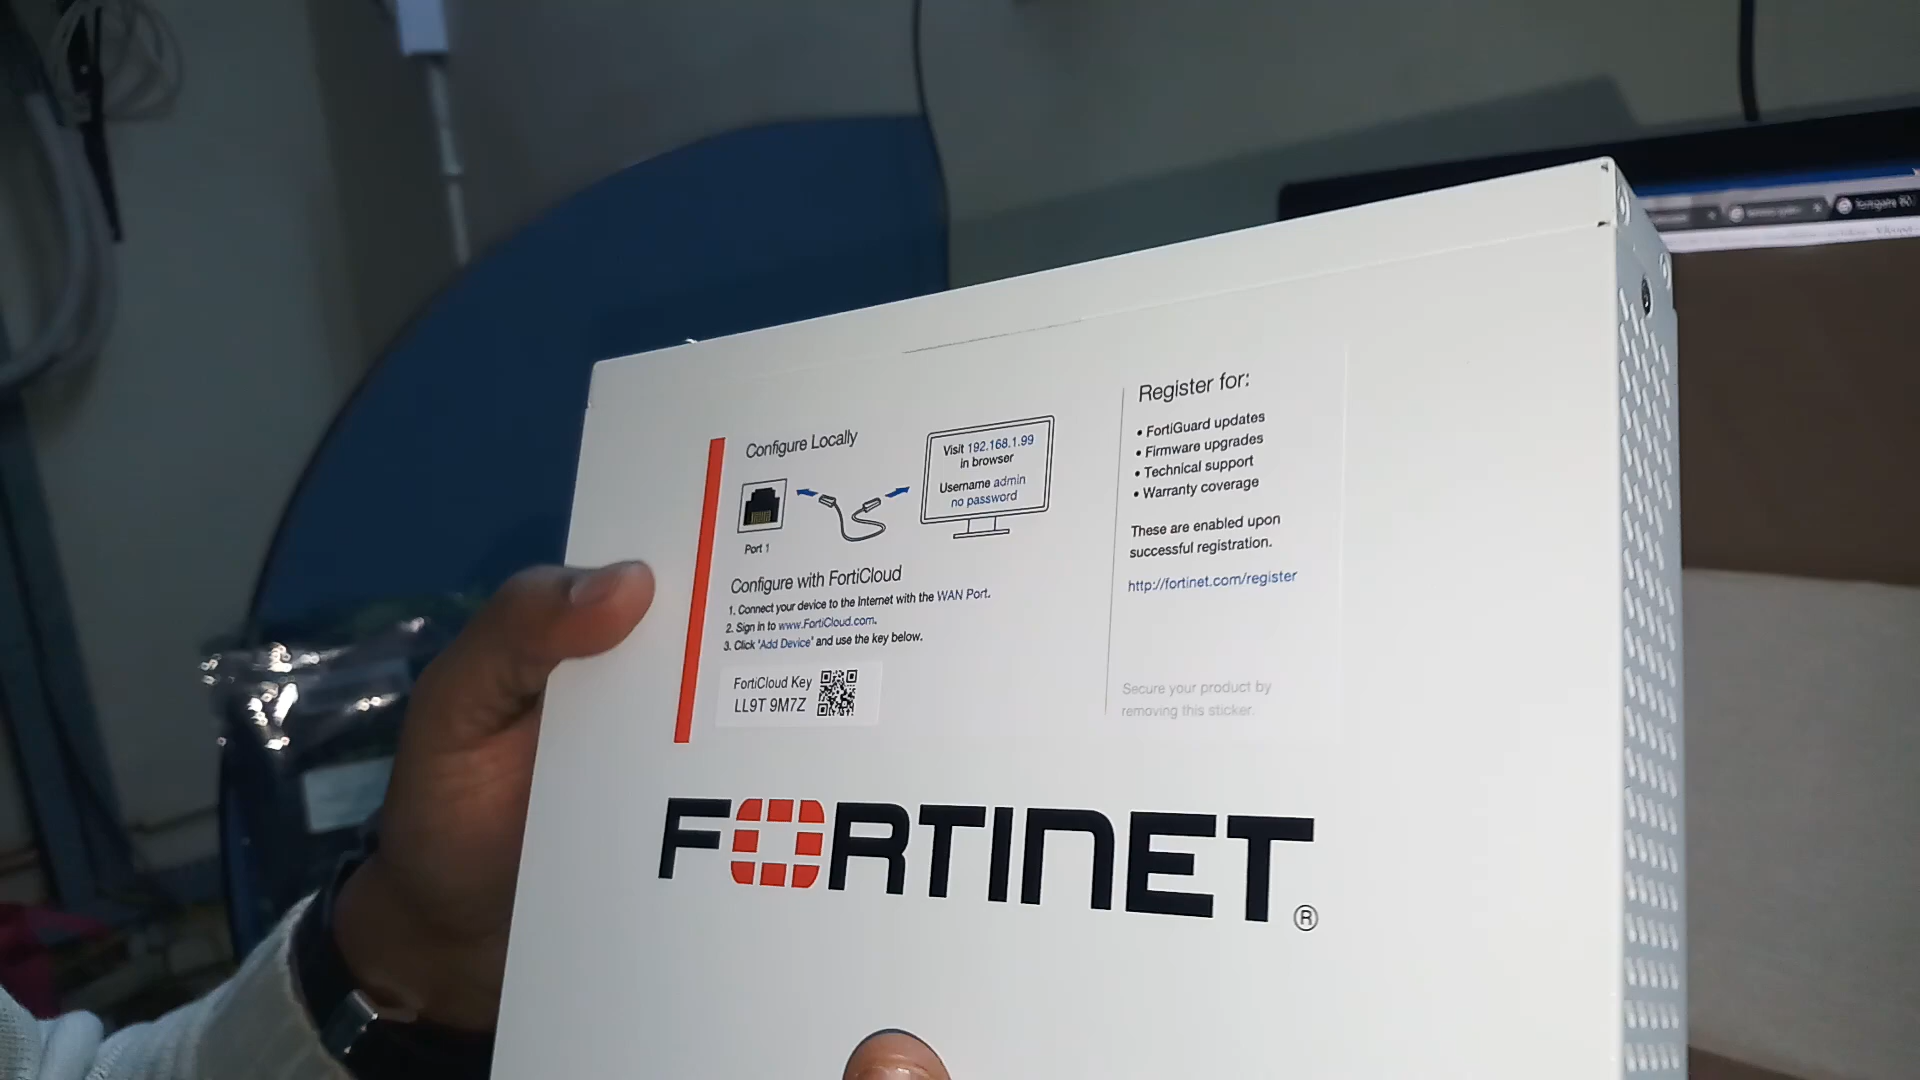 Configure Locally
Port 1
Visit 192.168.1.99
in browser
Username admin
no password
Configure with FortiCloud
1. Connect your device to the Internet with the WAN Port.
2. Sign in to www.FortiCloud.com.
3. Click 'Add Device' and use the key below.
FortiCloud Key
LL9T 9M7Z
Register for:
• FortiGuard updates
• Firmware upgrades
• Technical support
• Warranty coverage
These are enabled upon
successful registration.
http://fortinet.com/register
Secure your product by
removing this sticker.
FORTINET®